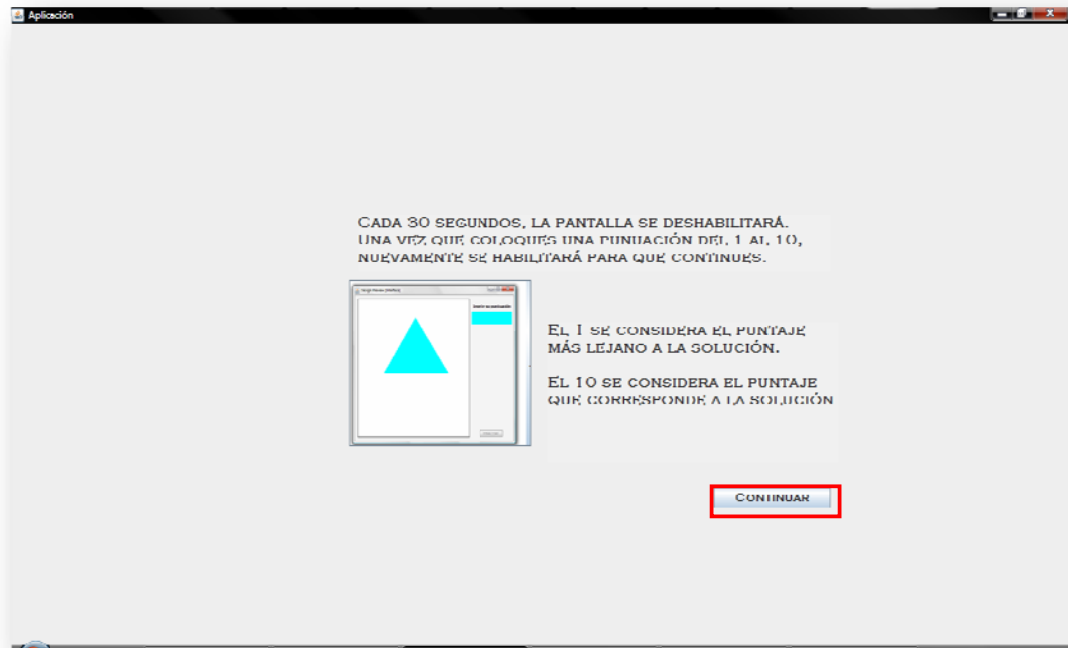 Aplicación
CADA 30 SEGUNDOS, LA PANTALLA SE DESHABILITARÁ.
UNA VEZ QUE COLOQUES UNA PUNUACIÓN DEL 1 AL 10,
NUEVAMENTE SE HABILITARÁ PARA QUE CONTINUES.
EL 1 SE CONSIDERA EL PUNTAJE
MÁS LEJANO A LA SOLUCIÓN.
EL 10 SE CONSIDERA EL PUNTAJE
QUE CORRESPONDE A LA SOLUCIÓN
CONTINUAR